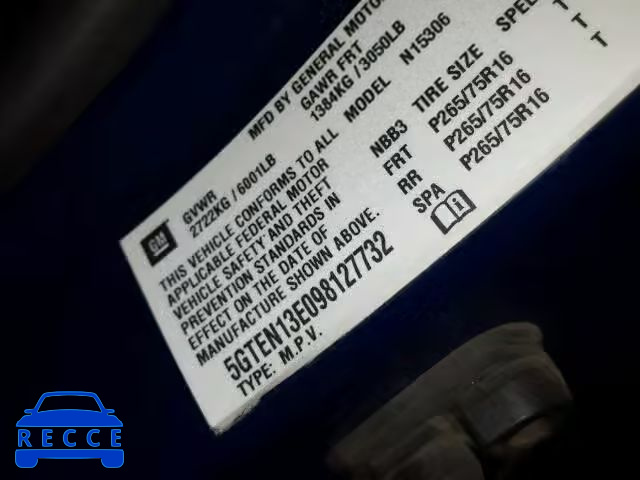 MFD BY GENERAL MOTOR
GVWR GAWR FRT
2722KG / 6001LB 1384KG / 3050LB
GM
THIS VEHICLE CONFORMS TO ALL
APPLICABLE FEDERAL MOTOR
VEHICLE SAFETY AND THEFT
PREVENTION STANDARDS IN
EFFECT ON THE DATE OF
MANUFACTURE SHOWN ABOVE.
5GTEN13E098127732
TYPE: M.P.V.
MODEL N15306
NBB3 TIRE SIZE SPEE
FRT P265/75R16 T
RR P265/75R16 T
SPA P265/75R16 T
RECCE